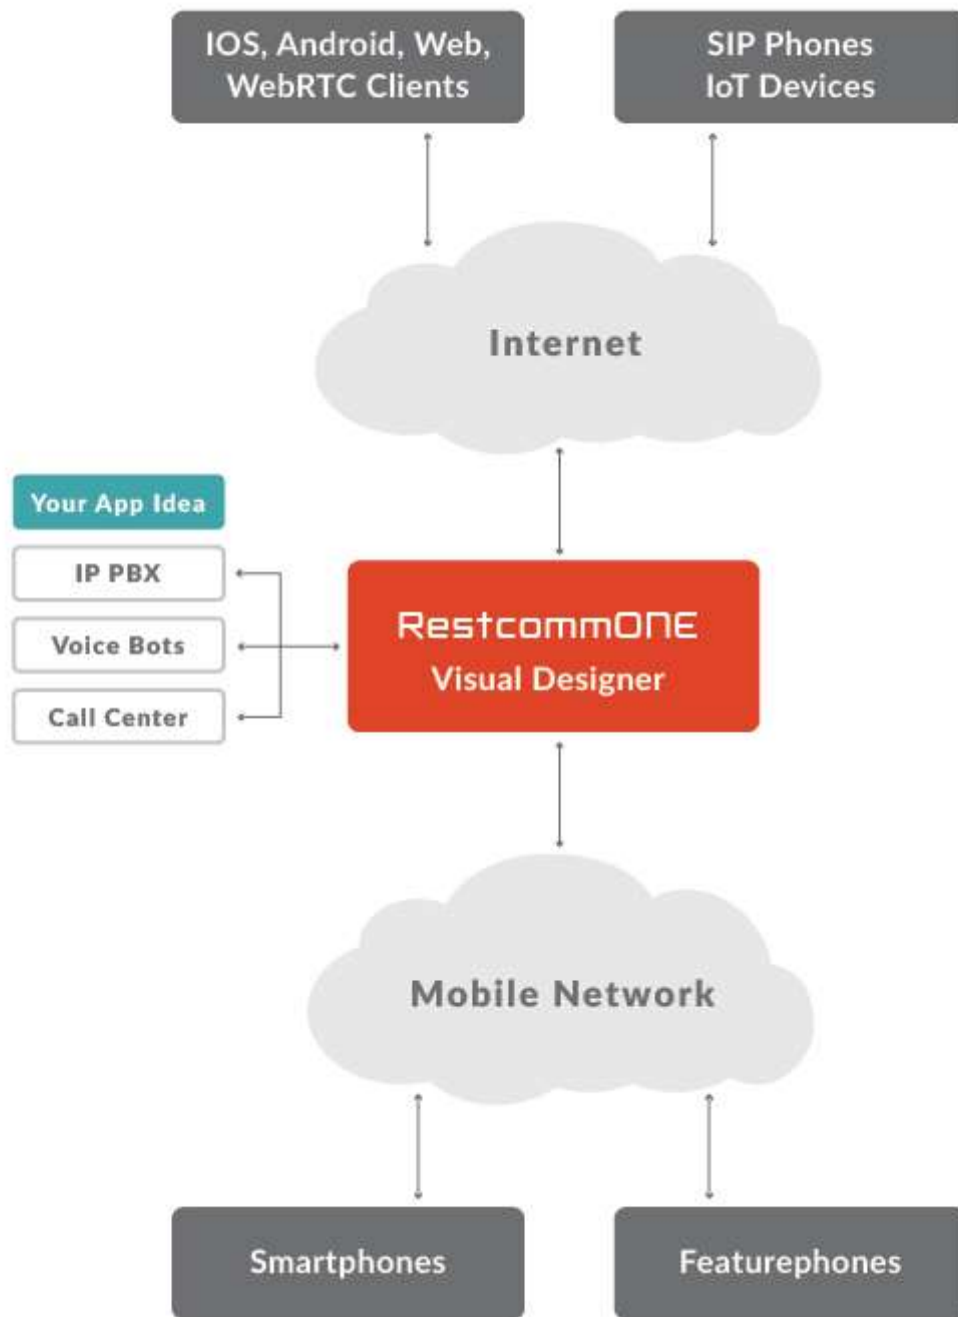 IOS, Android, Web,
WebRTC Clients
SIP Phones
IoT Devices
Internet
Your App Idea
IP PBX
Voice Bots
Call Center
RestcommONE
Visual Designer
Mobile Network
Smartphones
Featurephones